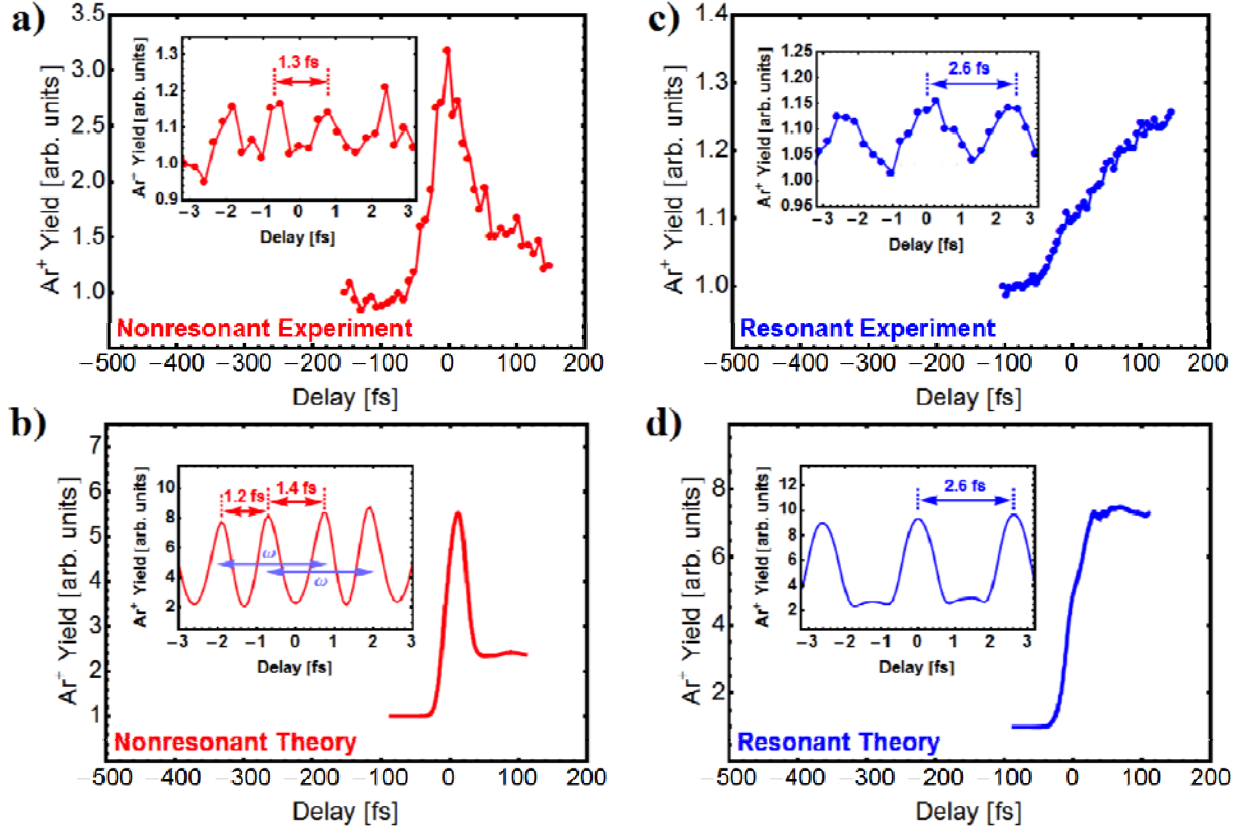 a)
3.5
3.0
2.5
2.0
1.5
1.0
Ar⁺ Yield [arb. units]
1.3
1.2
1.1
1.0
0.9
Ar⁻ Yield [arb. units]
1.3 fs
−3 −2 −1 0 1 2 3
Delay [fs]
Nonresonant Experiment
−500 −400 −300 −200 −100 0 100 200
Delay [fs]
c)
1.4
1.3
1.2
1.1
1.0
Ar⁺ Yield [arb. units]
1.25
1.20
1.15
1.10
1.05
1.00
0.95
Ar⁺ Yield [arb. units]
2.6 fs
−3 −2 −1 0 1 2 3
Delay [fs]
Resonant Experiment
−500 −400 −300 −200 −100 0 100 200
Delay [fs]
b)
7
6
5
4
3
2
1
Ar⁺ Yield [arb. units]
10
8
6
4
2
Ar⁺ Yield [arb. units]
1.2 fs 1.4 fs
ω
ω
−3 −2 −1 0 1 2 3
Delay [fs]
Nonresonant Theory
−500 −400 −300 −200 −100 0 100 200
Delay [fs]
d)
8
6
4
2
Ar⁺ Yield [arb. units]
12
10
8
6
4
2
Ar⁺ Yield [arb. units]
2.6 fs
−3 −2 −1 0 1 2 3
Delay [fs]
Resonant Theory
−500 −400 −300 −200 −100 0 100 200
Delay [fs]